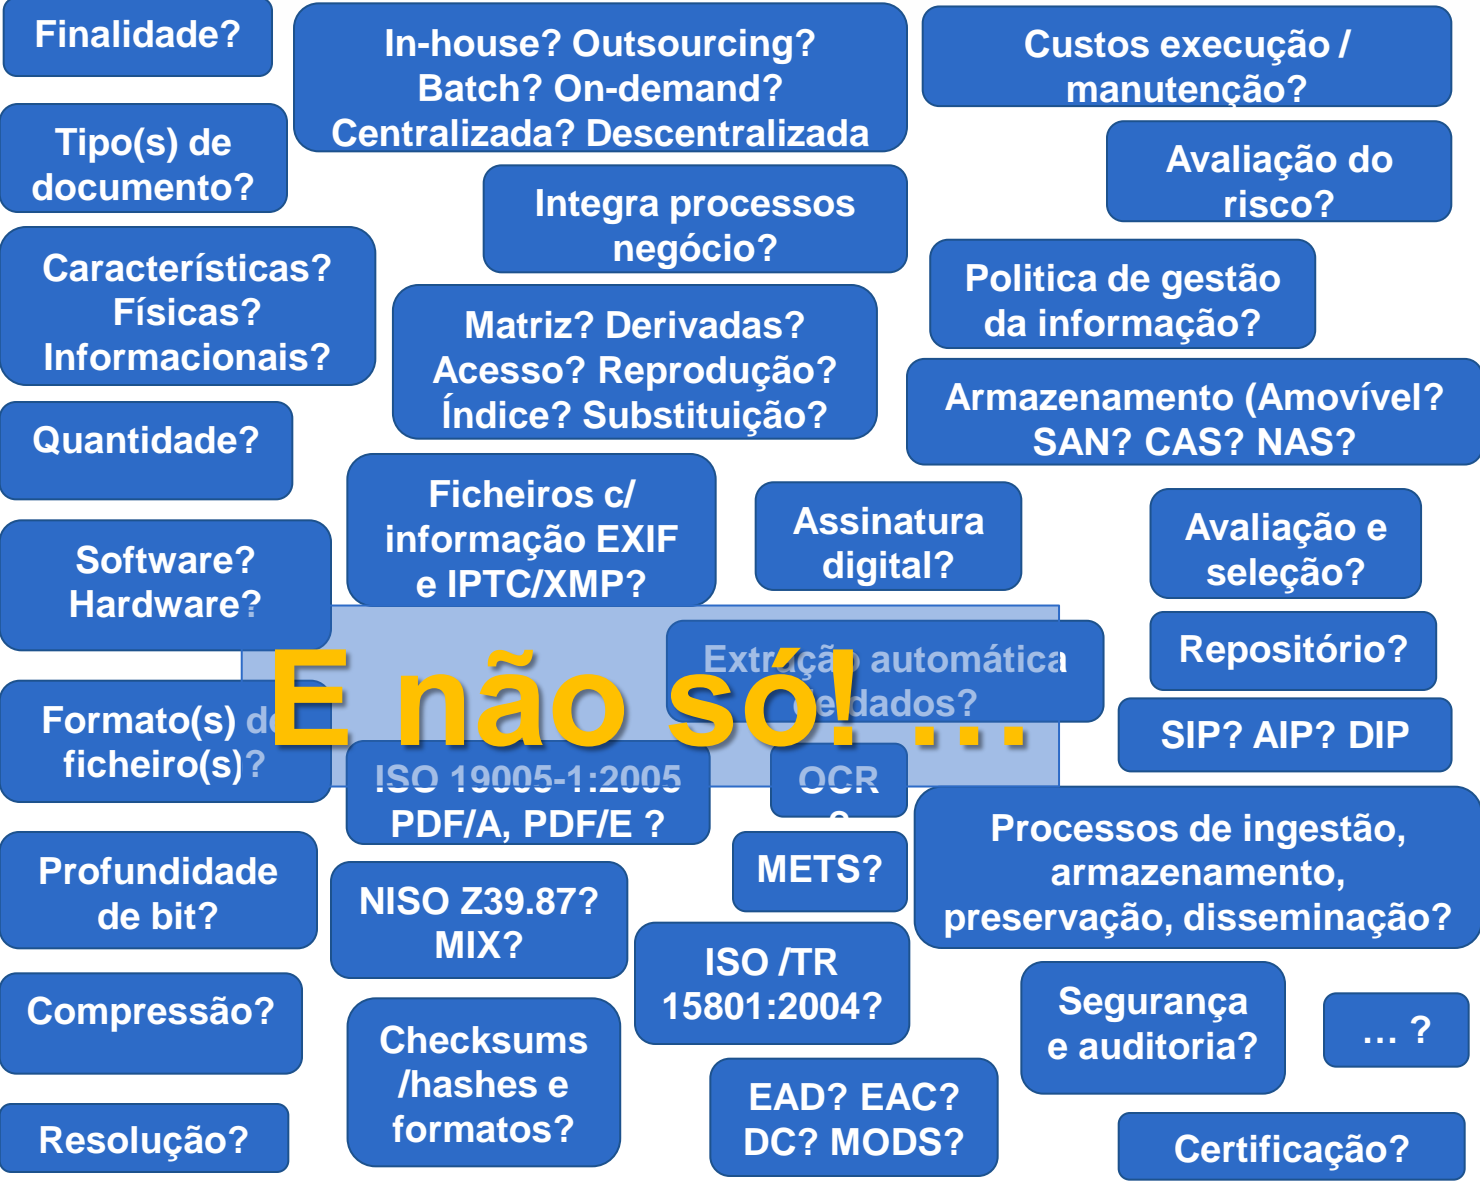 Finalidade?
In-house? Outsourcing?
Batch? On-demand?
Centralizada? Descentralizada
Custos execução /
manutenção?
Tipo(s) de
documento?
Avaliação do
risco?
Integra processos
negócio?
Características?
Físicas?
Informacionais?
Politica de gestão
da informação?
Matriz? Derivadas?
Acesso? Reprodução?
Índice? Substituição?
Armazenamento (Amovível?
SAN? CAS? NAS?
Quantidade?
Ficheiros c/
informação EXIF
e IPTC/XMP?
Assinatura
digital?
Avaliação e
seleção?
Software?
Hardware?
Extração automática
de dados?
Repositório?
E não só! ...
Formato(s) de
ficheiro(s)?
SIP? AIP? DIP
ISO 19005-1:2005
PDF/A, PDF/E ?
OCR
?
Processos de ingestão,
armazenamento,
preservação, disseminação?
Profundidade
de bit?
METS?
NISO Z39.87?
MIX?
ISO /TR
15801:2004?
Compressão?
Segurança
e auditoria?
... ?
Checksums
/hashes e
formatos?
EAD? EAC?
DC? MODS?
Resolução?
Certificação?